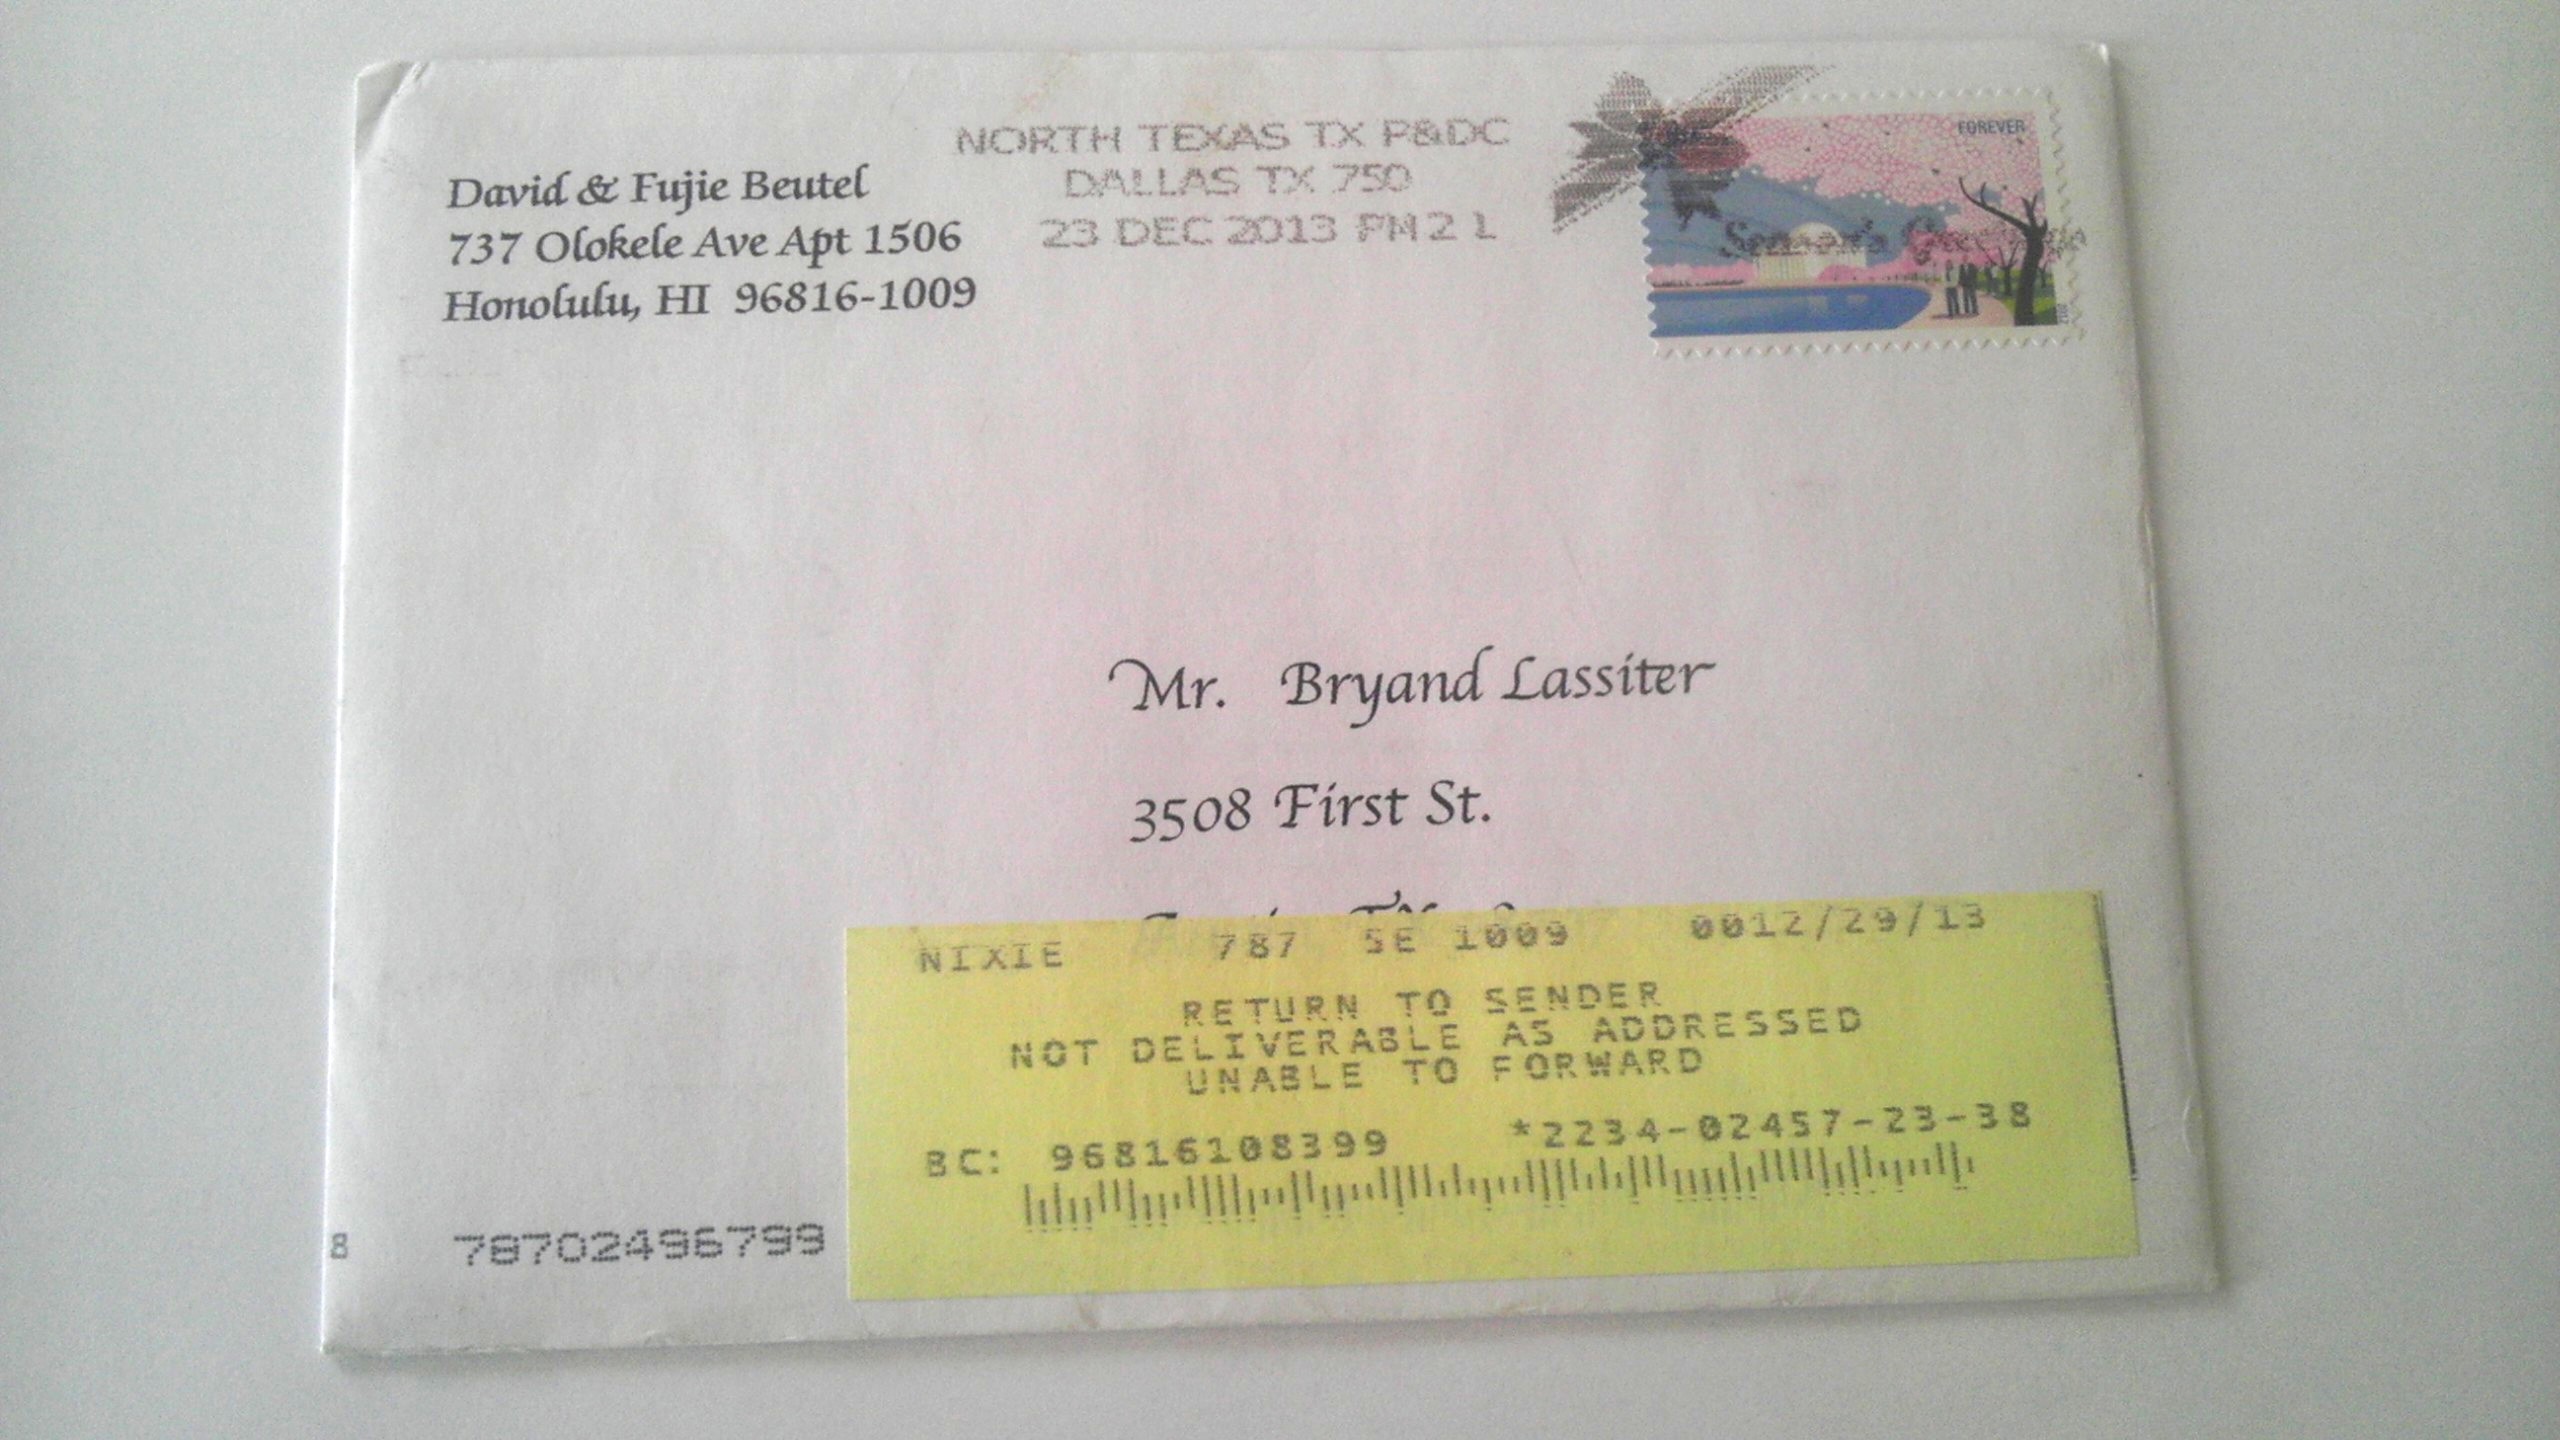 David & Fujie Beutel
737 Olokele Ave Apt 1506
Honolulu, HI 96816-1009
NORTH TEXAS TX P&DC
DALLAS TX 750
23 DEC 2013 PM 2 L
FOREVER
Season's
Mr. Bryand Lassiter
3508 First St.
NIXIE 787 SE 1009 0012/29/13
RETURN TO SENDER
NOT DELIVERABLE AS ADDRESSED
UNABLE TO FORWARD
BC: 96816108399 *2234-02457-23-38
8 78702496799